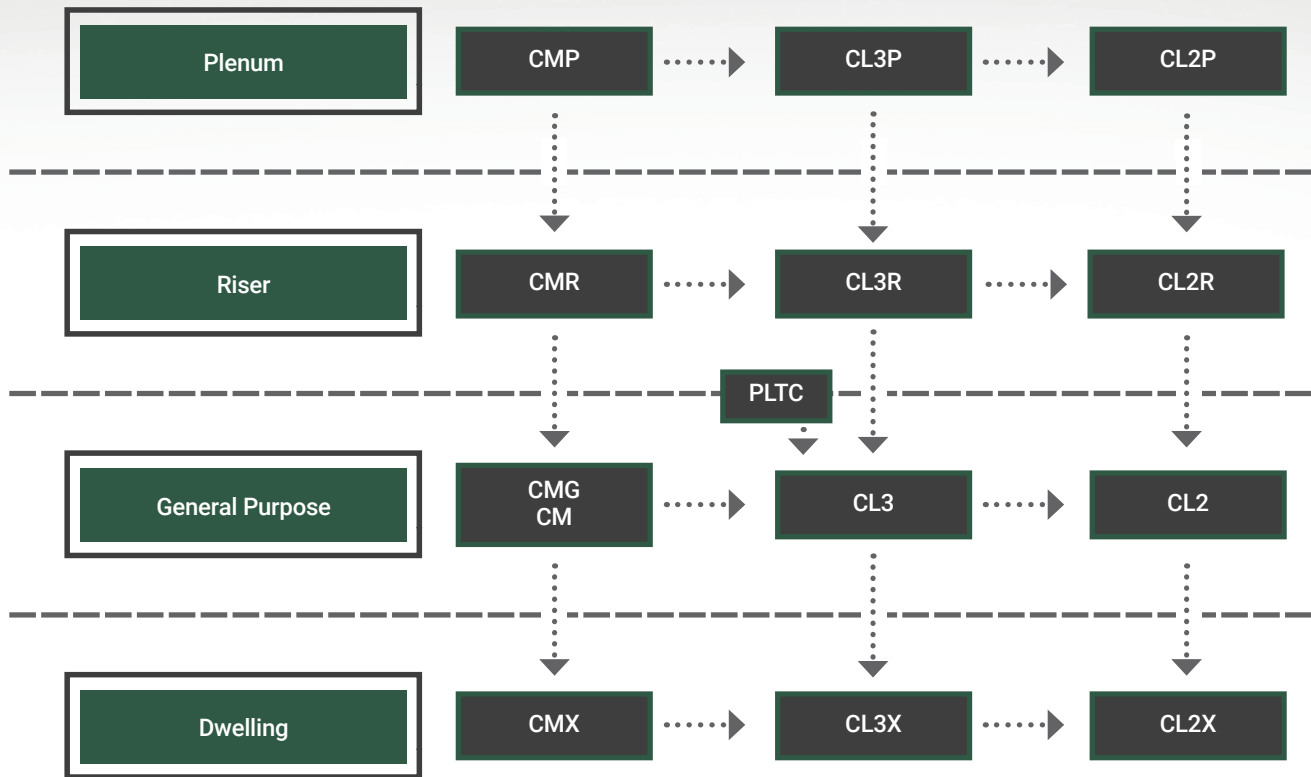 Plenum
CMP
CL3P
CL2P
Riser
CMR
CL3R
CL2R
PLTC
General Purpose
CMG
CM
CL3
CL2
Dwelling
CMX
CL3X
CL2X